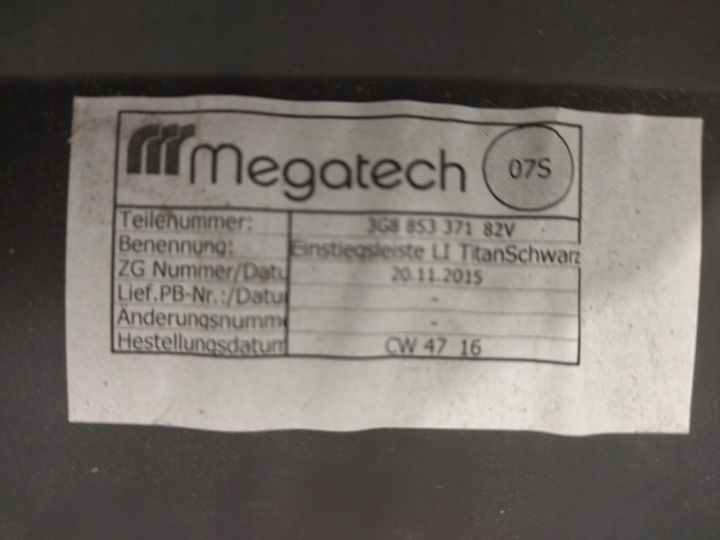 Megatech 07S
Teilenummer: 3G8 853 371 82V
Benennung: Einstiegsleiste LI TitanSchwarz
ZG Nummer/Datu 20.11.2015
Lief.PB-Nr.:/Datu -
Änderungsnumme -
Hestellungsdatum CW 47 16